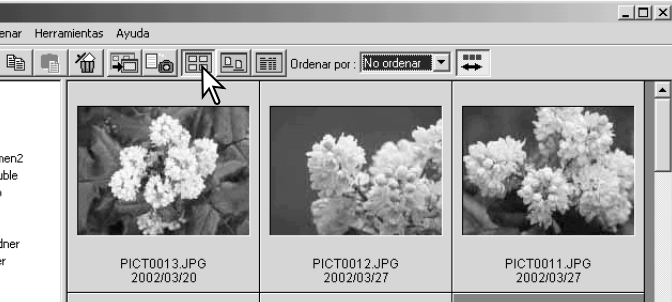 enar Herramientas Ayuda
Ordenar por : No ordenar
men2
uble
dner
er
PICT0013.JPG
2002/03/20
PICT0012.JPG
2002/03/27
PICT0011.JPG
2002/03/27